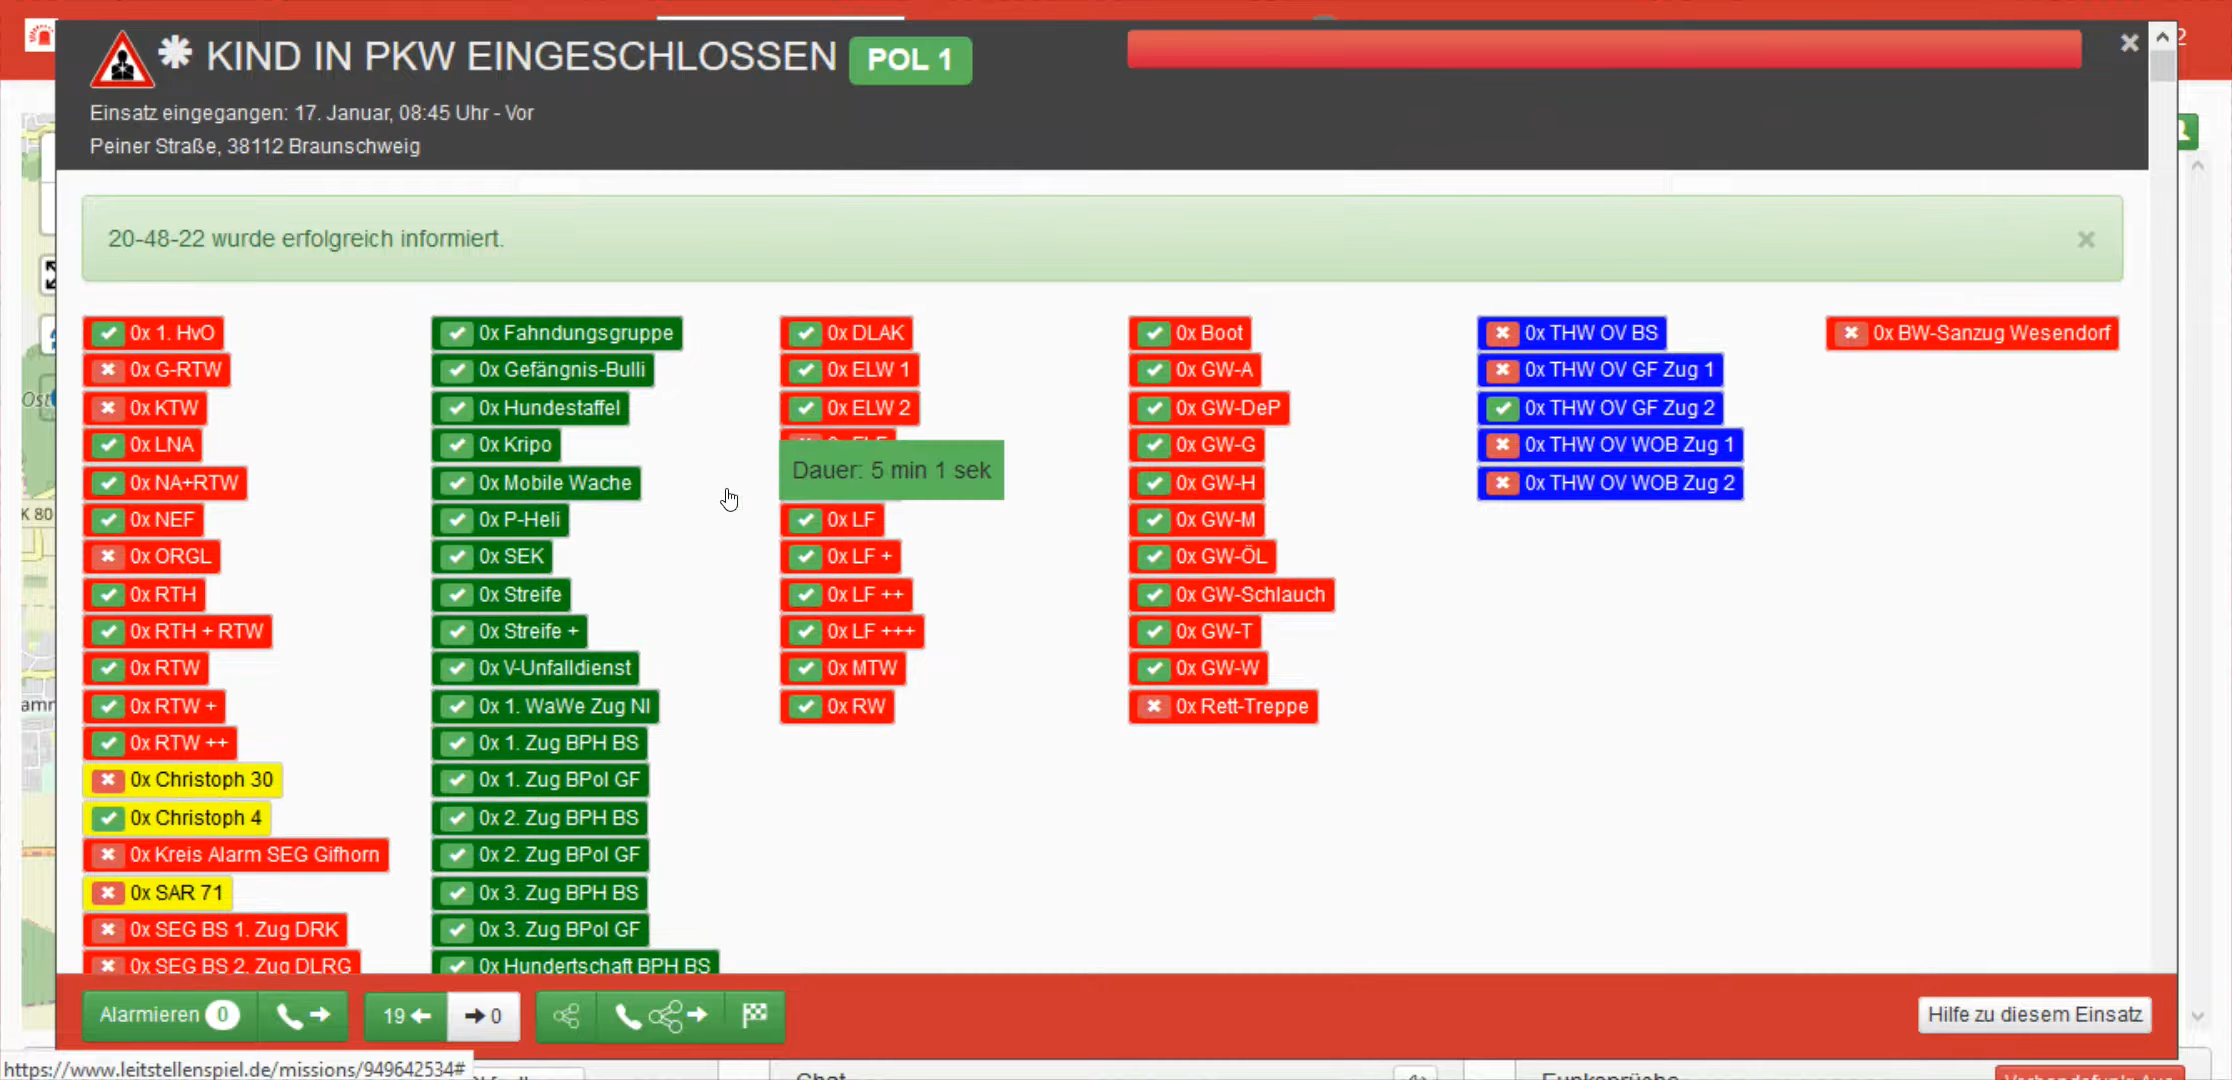 KIND IN PKW EINGESCHLOSSEN POL 1
Einsatz eingegangen: 17. Januar, 08:45 Uhr - Vor
Peiner Straße, 38112 Braunschweig
20-48-22 wurde erfolgreich informiert.
0x 1. HvO
0x G-RTW
0x KTW
0x LNA
0x NA+RTW
0x NEF
0x ORGL
0x RTH
0x RTH + RTW
0x RTW
0x RTW +
0x RTW ++
0x Christoph 30
0x Christoph 4
0x Kreis Alarm SEG Gifhorn
0x SAR 71
0x SEG BS 1. Zug DRK
0x SEG BS 2. Zug DLRG
0x Fahndungsgruppe
0x Gefängnis-Bulli
0x Hundestaffel
0x Kripo
0x Mobile Wache
0x P-Heli
0x SEK
0x Streife
0x Streife +
0x V-Unfalldienst
0x 1. WaWe Zug NI
0x 1. Zug BPH BS
0x 1. Zug BPol GF
0x 2. Zug BPH BS
0x 2. Zug BPol GF
0x 3. Zug BPH BS
0x 3. Zug BPol GF
0x Hundertschaft BPH BS
0x DLAK
0x ELW 1
0x ELW 2
Dauer: 5 min 1 sek
0x LF
0x LF +
0x LF ++
0x LF +++
0x MTW
0x RW
0x Boot
0x GW-A
0x GW-DeP
0x GW-G
0x GW-H
0x GW-M
0x GW-ÖL
0x GW-Schlauch
0x GW-T
0x GW-W
0x Rett-Treppe
0x THW OV BS
0x THW OV GF Zug 1
0x THW OV GF Zug 2
0x THW OV WOB Zug 1
0x THW OV WOB Zug 2
0x BW-Sanzug Wesendorf
K 80
Alarmieren 0
19
0
Hilfe zu diesem Einsatz
https://www.leitstellenspiel.de/missions/949642534#